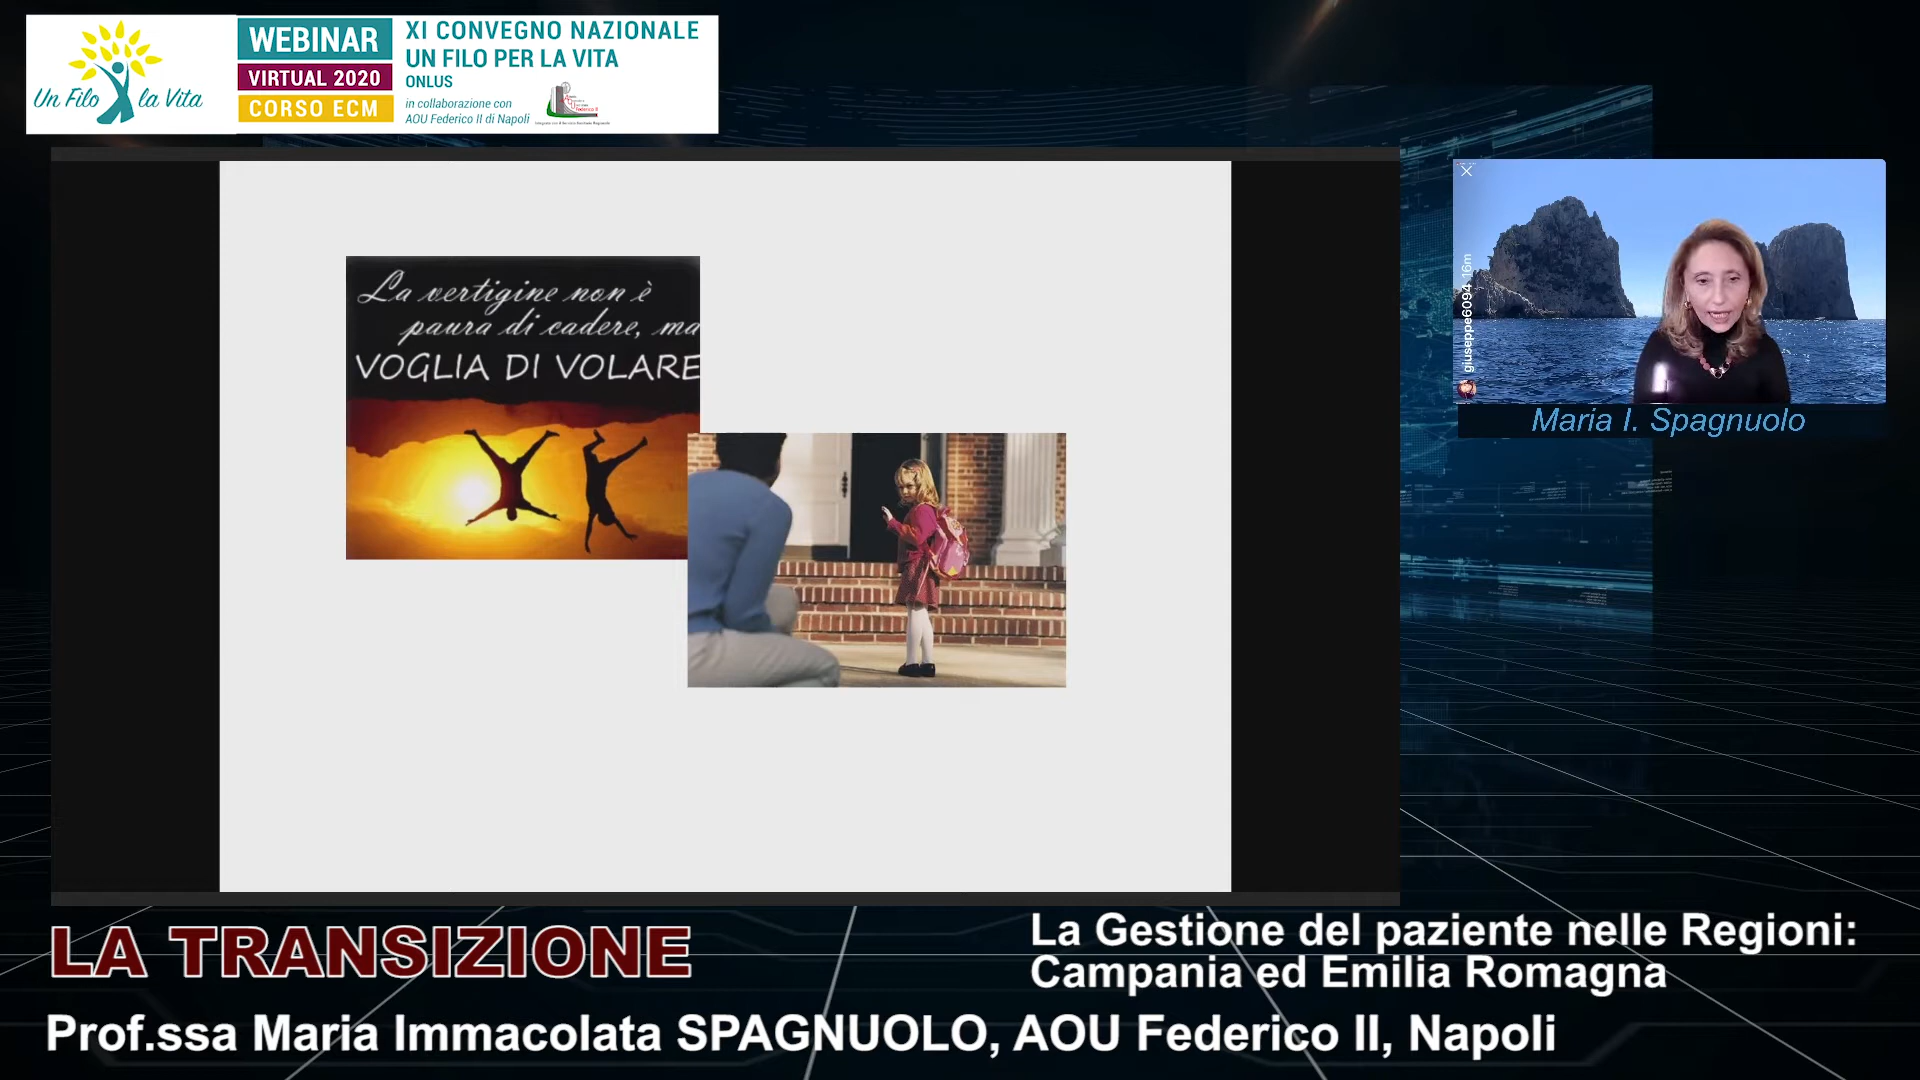 Un Filo la Vita
WEBINAR
VIRTUAL 2020
CORSO ECM
XI CONVEGNO NAZIONALE
UN FILO PER LA VITA
ONLUS
in collaborazione con
AOU Federico II di Napoli
La vertigine non è
paura di cadere, ma
VOGLIA DI VOLARE
giuseppe6094 16m
Maria I. Spagnuolo
LA TRANSIZIONE
La Gestione del paziente nelle Regioni:
Campania ed Emilia Romagna
Prof.ssa Maria Immacolata SPAGNUOLO, AOU Federico II, Napoli